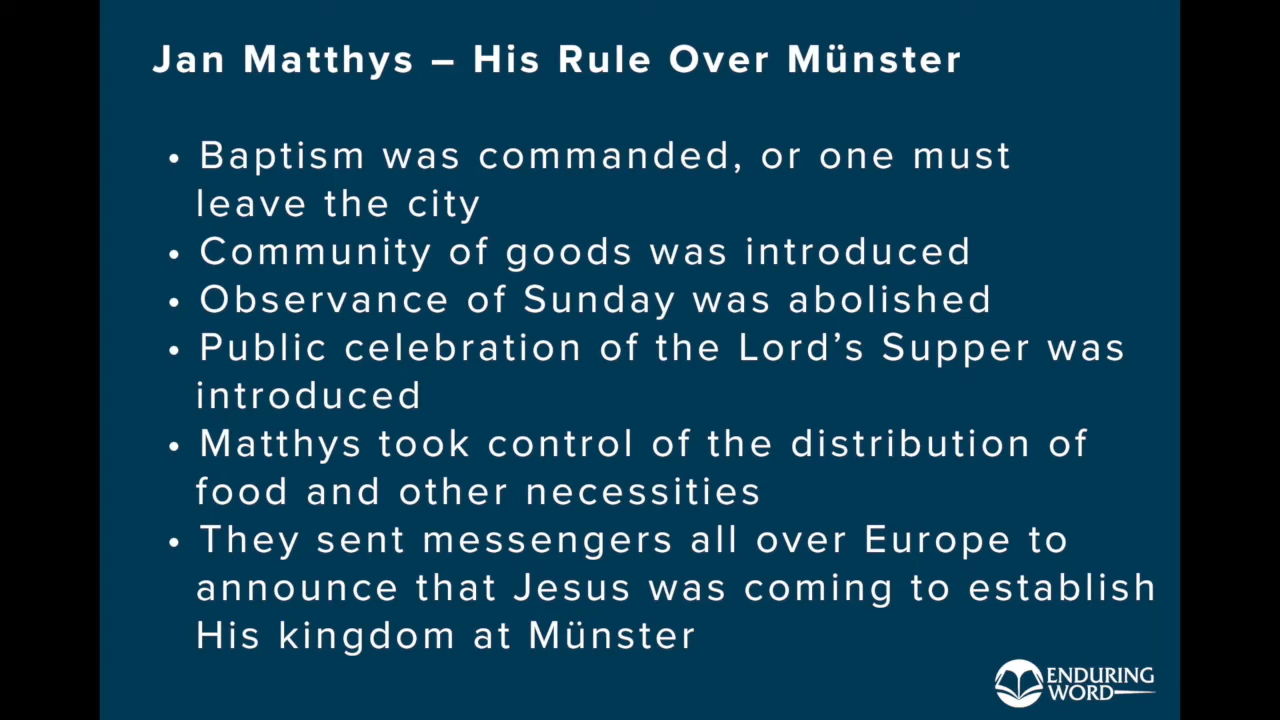 Jan Matthys – His Rule Over Münster
• Baptism was commanded, or one must
leave the city
• Community of goods was introduced
• Observance of Sunday was abolished
• Public celebration of the Lord’s Supper was
introduced
• Matthys took control of the distribution of
food and other necessities
• They sent messengers all over Europe to
announce that Jesus was coming to establish
His kingdom at Münster
ENDURING
WORD